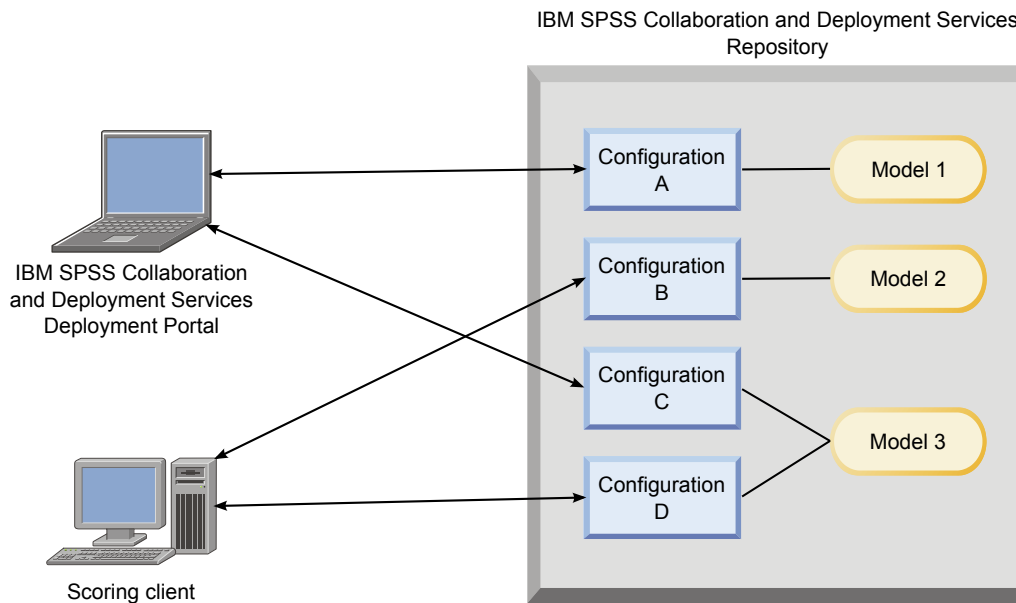 IBM SPSS Collaboration and Deployment Services
Repository
Configuration
A
Model 1
IBM SPSS Collaboration
and Deployment Services
Deployment Portal
Configuration
B
Model 2
Configuration
C
Model 3
Configuration
D
Scoring client